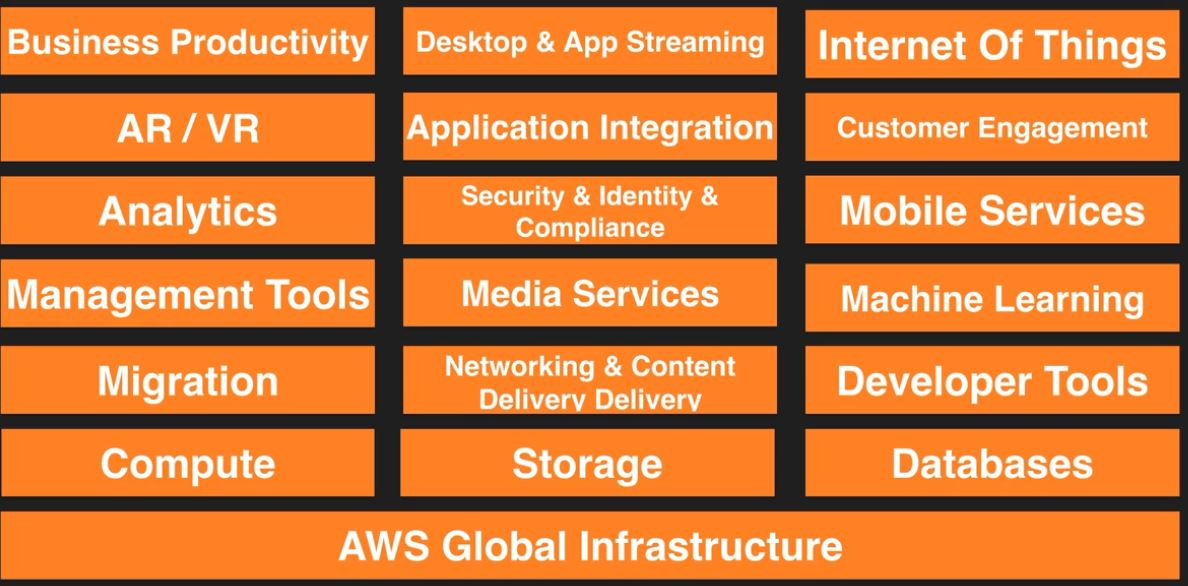 Business Productivity
Desktop & App Streaming
Internet Of Things
AR / VR
Application Integration
Customer Engagement
Analytics
Security & Identity &
Compliance
Mobile Services
Management Tools
Media Services
Machine Learning
Migration
Networking & Content
Delivery Delivery
Developer Tools
Compute
Storage
Databases
AWS Global Infrastructure